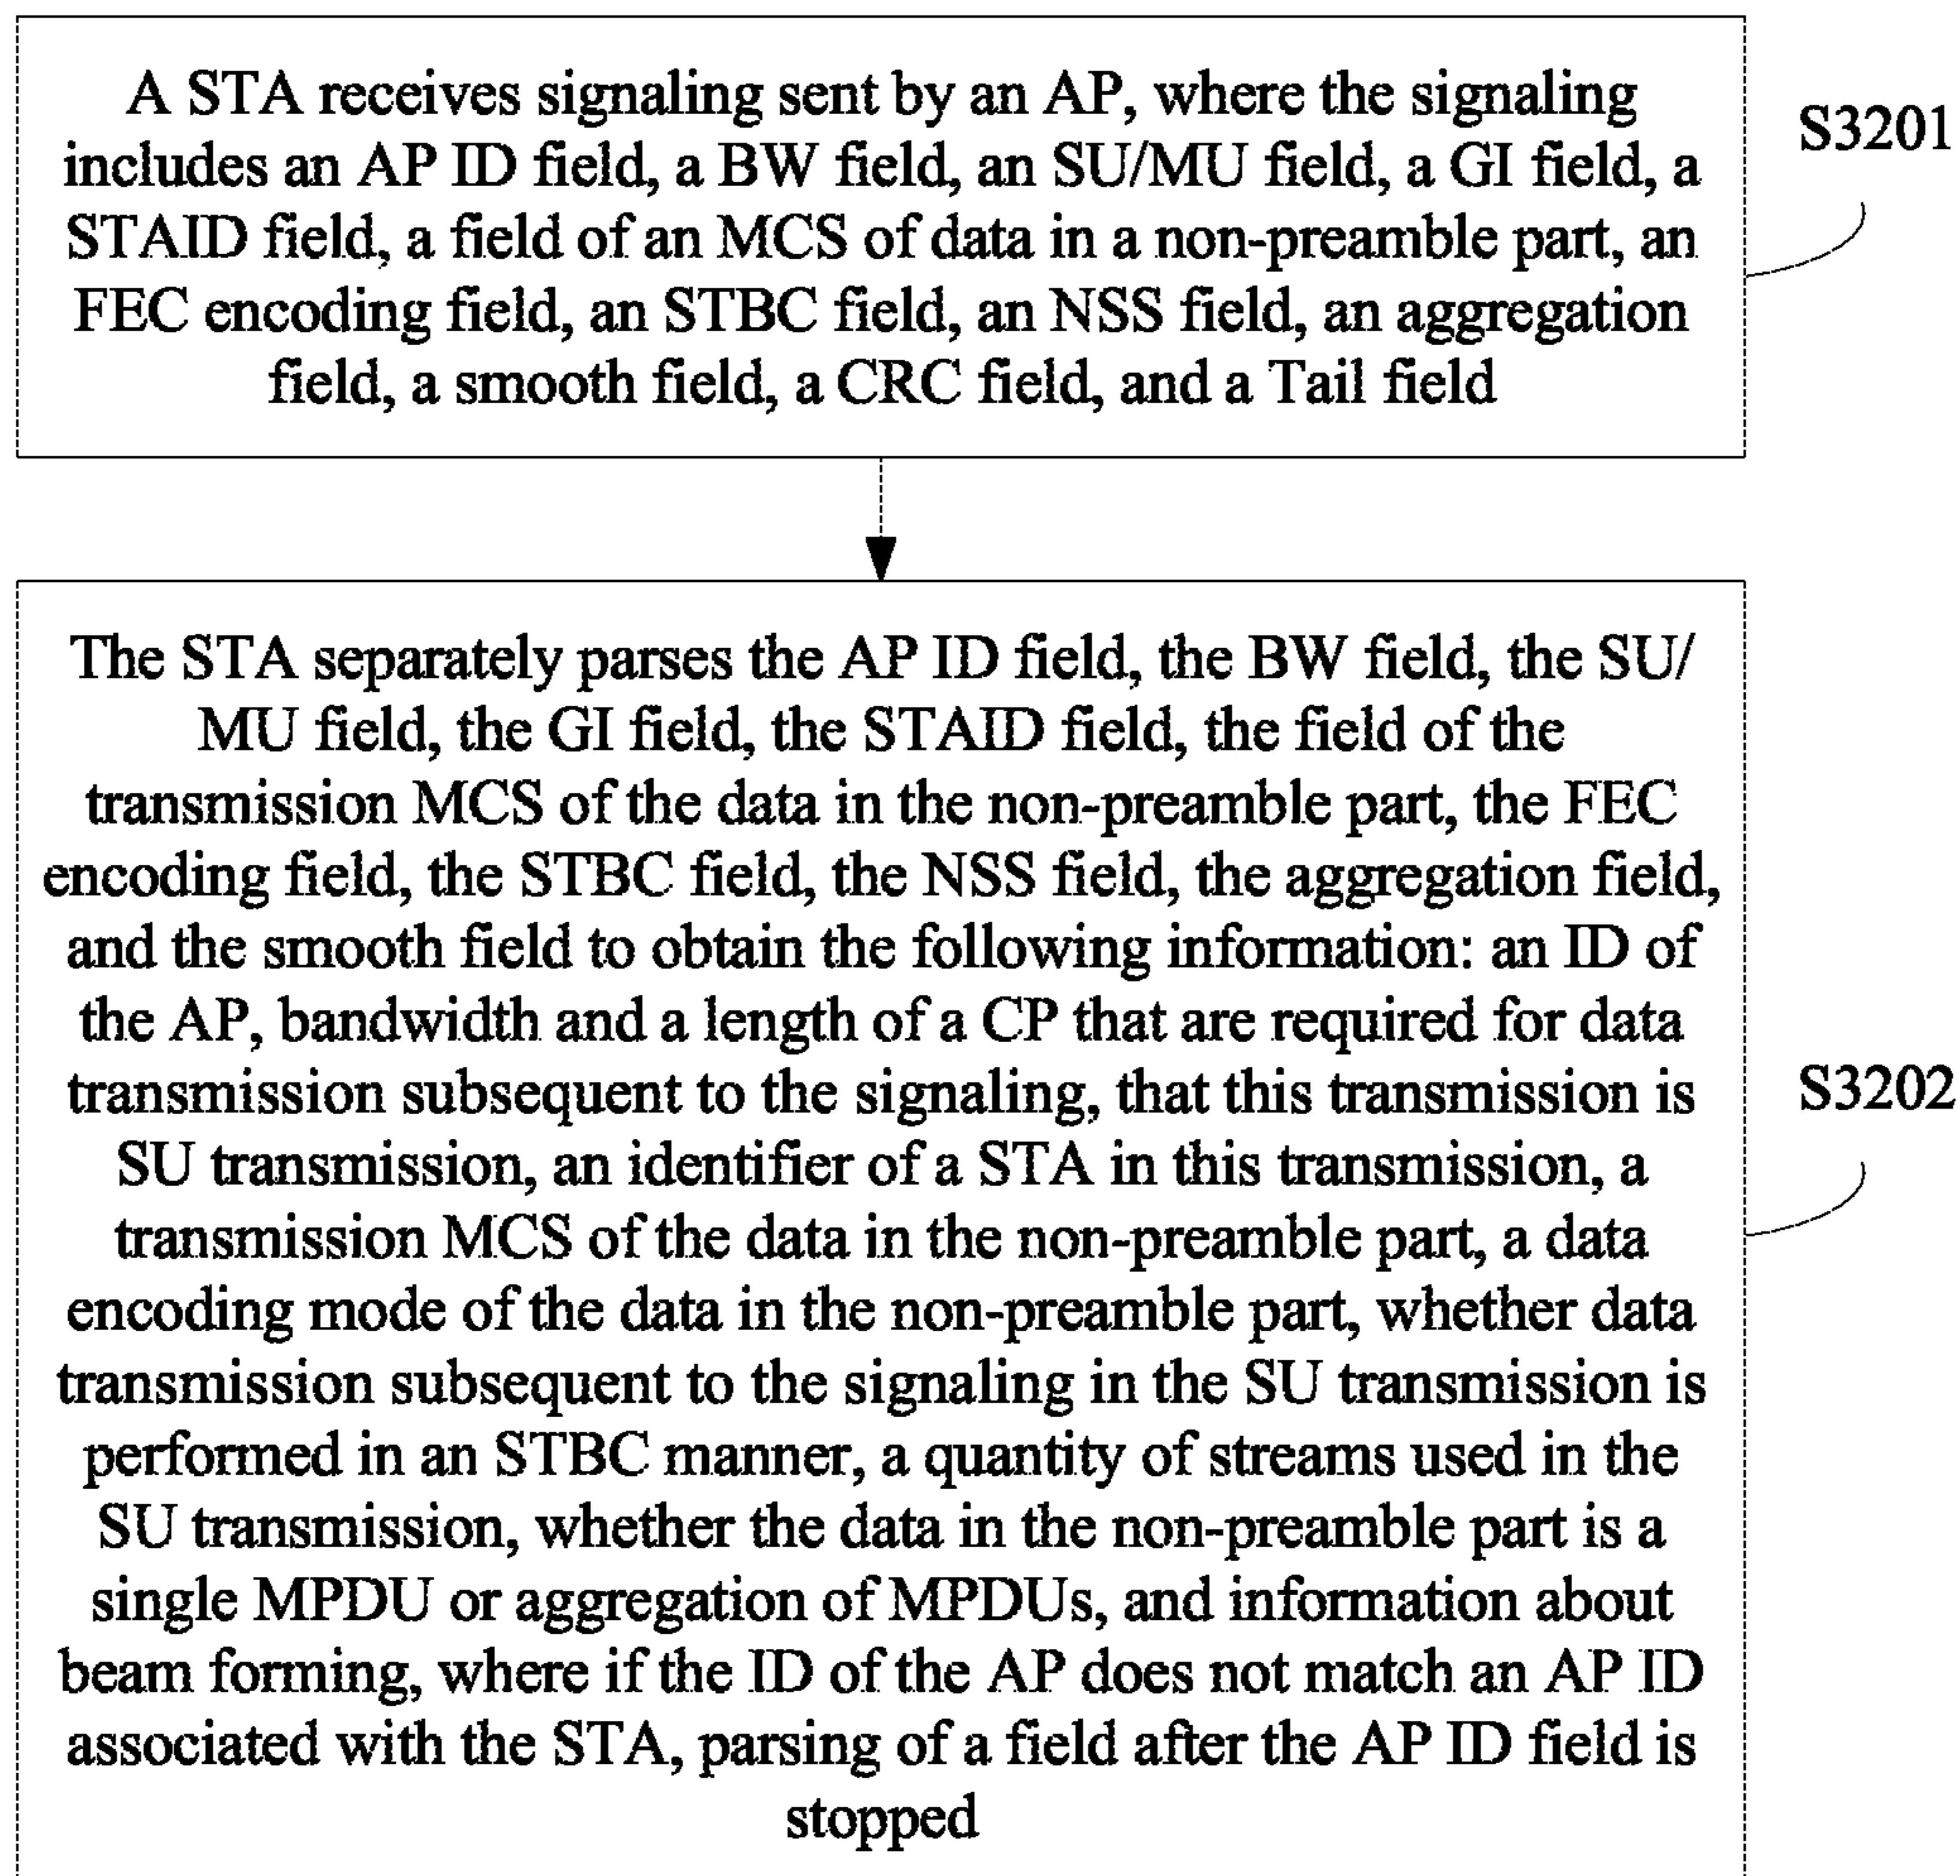 A STA receives signaling sent by an AP, where the signaling
includes an AP ID field, a BW field, an SU/MU field, a GI field, a
STAID field, a field of an MCS of data in a non-preamble part, an
FEC encoding field, an STBC field, an NSS field, an aggregation
field, a smooth field, a CRC field, and a Tail field
S3201
The STA separately parses the AP ID field, the BW field, the SU/
MU field, the GI field, the STAID field, the field of the
transmission MCS of the data in the non-preamble part, the FEC
encoding field, the STBC field, the NSS field, the aggregation field,
and the smooth field to obtain the following information: an ID of
the AP, bandwidth and a length of a CP that are required for data
transmission subsequent to the signaling, that this transmission is
SU transmission, an identifier of a STA in this transmission, a
transmission MCS of the data in the non-preamble part, a data
encoding mode of the data in the non-preamble part, whether data
transmission subsequent to the signaling in the SU transmission is
performed in an STBC manner, a quantity of streams used in the
SU transmission, whether the data in the non-preamble part is a
single MPDU or aggregation of MPDUs, and information about
beam forming, where if the ID of the AP does not match an AP ID
associated with the STA, parsing of a field after the AP ID field is
stopped
S3202